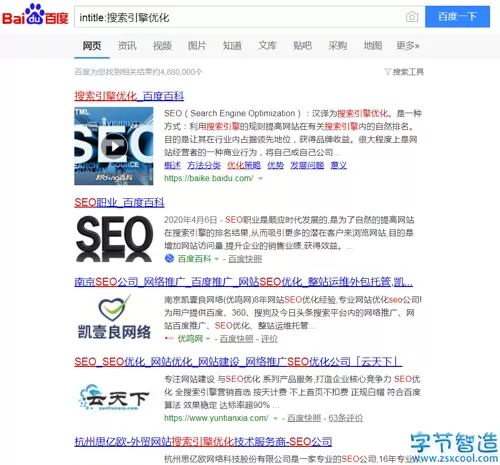 Bai百度 intitle:搜索引擎优化 百度一下
网页 资讯 视频 图片 知道 文库 贴吧 采购 地图 更多»
百度为您找到相关结果约4,880,000个 搜索工具
搜索引擎优化_百度百科
HTML
SEO
SEO（Search Engine Optimization）：汉译为搜索引擎优化。是一种
方式：利用搜索引擎的规则提高网站在有关搜索引擎内的自然排名。
目的是让其在行业内占据领先地位，获得品牌收益。很大程度上是网
站经营者的一种商业行为，将自己或自己公司...
概述 方法分类 优化策略 优势 发展问题 意义
https://baike.baidu.com/
SEO职业_百度百科
SEO
2020年4月6日 - SEO职业是顺应时代发展的,是为了自然的提高网站
在搜索引擎的排名结果,从而吸引更多的潜在客户来浏览网站,目的是
增加网站访问量,提升企业的销售业绩,获得效益。...
百度百科 - 百度快照
南京SEO公司_网络推广_百度推广_网站SEO优化_整站运维外包托管,凯...
凯壹良网络
南京凯壹良网络(优鸣网)8年网站SEO优化经验,专业网站优化seo公司!
为用户提供百度、360、搜狗及今日头条搜索平台内的网络推广、网
站百度推广、SEO优化、整站运维托管...
优鸣网 - 百度快照 - 评价
SEO_SEO优化_网站优化_网站建设_网络推广SEO优化公司「云天下」
云天下
www.yuntianxia.com
专注网站建设 与SEO优化 系列产品服务,打造企业核心竞争力 SEO优
化 全搜索引擎营销首选 按天计费 不上首页不扣费 正规白帽 符合百度
算法 效果稳定 达标率超90% ...
https://www.yuntianxia.com - 百度快照 - 63条评价
杭州思亿欧-外贸网站搜索引擎优化技术服务商-SEO公司
杭州思亿欧网络科技股份有限公司是一家专业的SEO公司,16年专业
字节智造
www.zsxcool.com